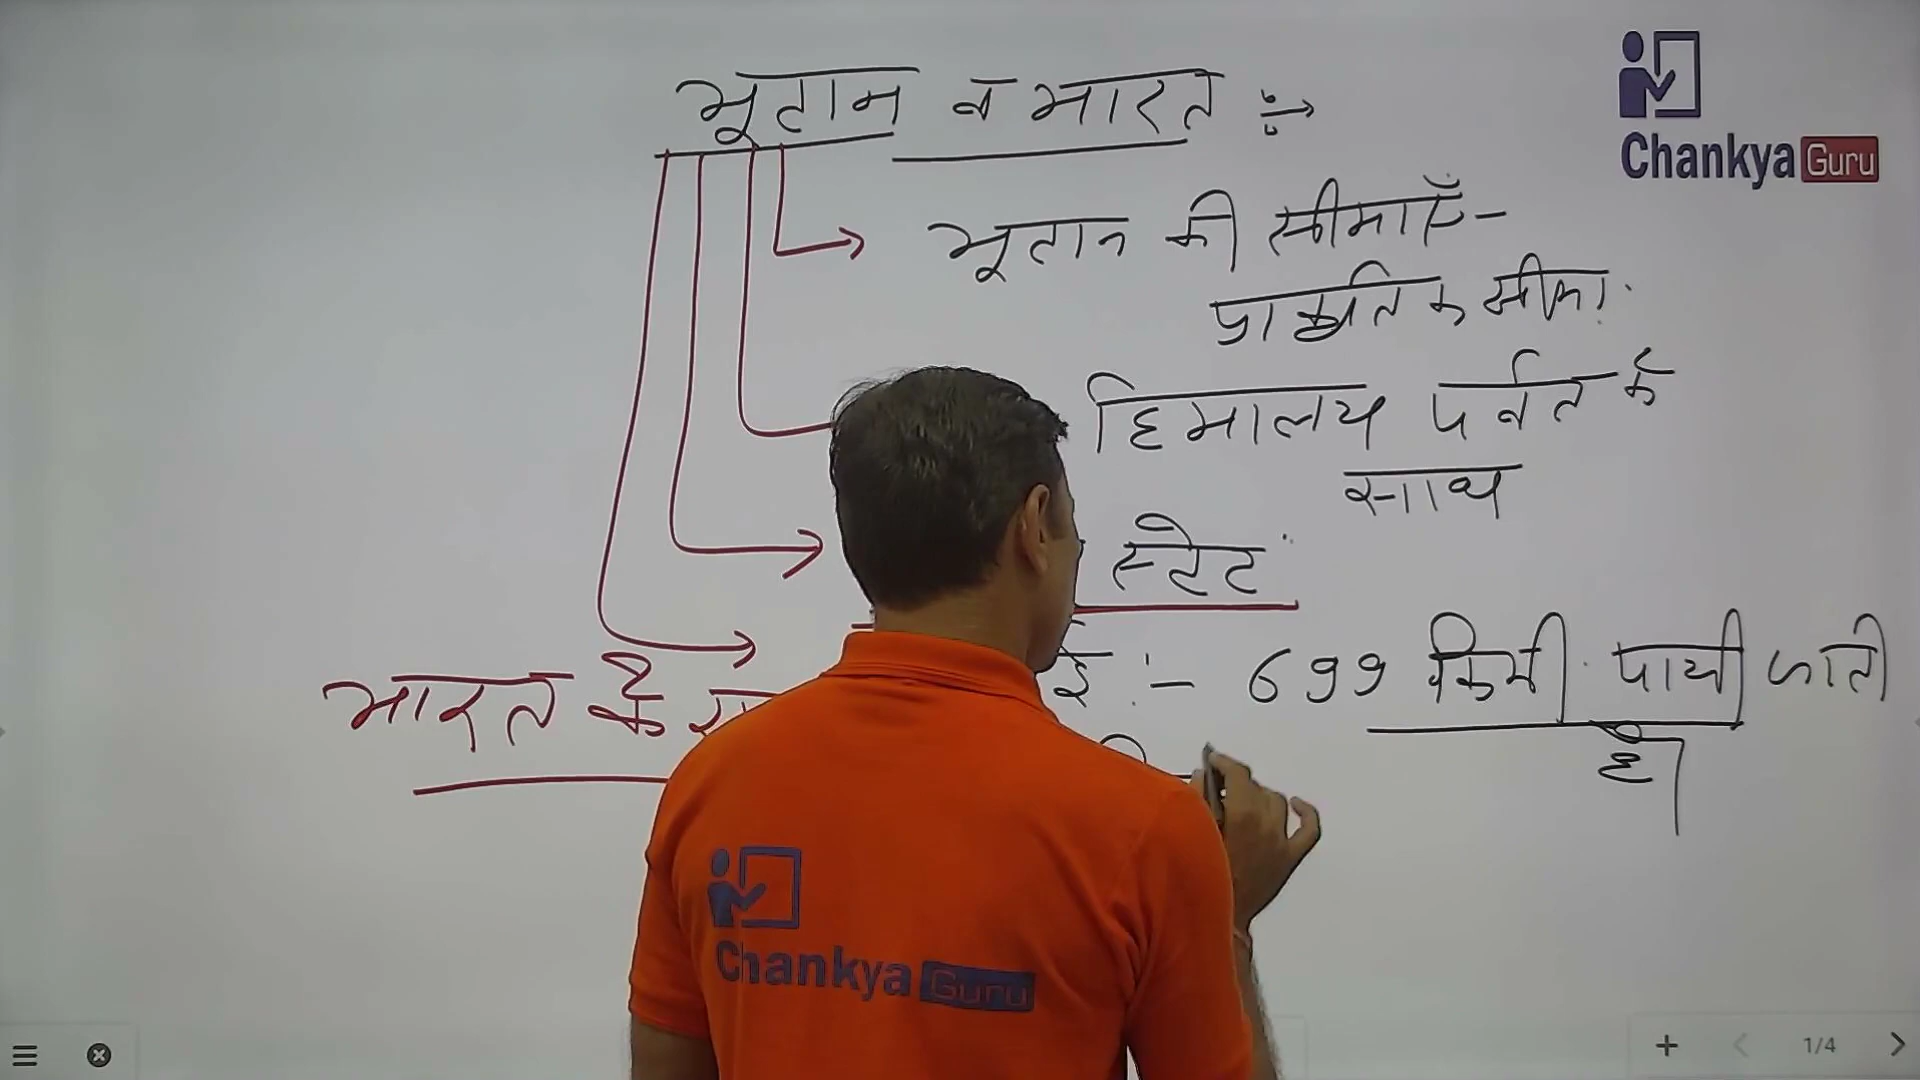 भूटान व भारत :->
Chankya Guru
भूटान की सीमाएँ -
प्राकृतिक सीमा.
हिमालय पर्वत के
साथ
स्टेट
:- 699 किमी. पायी जाती
है।
भारत के
Chankya Guru
1/4